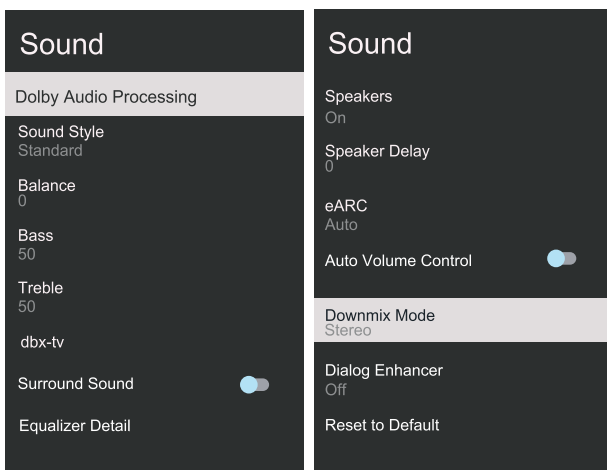 Sound
Dolby Audio Processing
Sound Style
Standard
Balance
0
Bass
50
Treble
50
dbx-tv
Surround Sound
Equalizer Detail
Sound
Speakers
On
Speaker Delay
0
eARC
Auto
Auto Volume Control
Downmix Mode
Stereo
Dialog Enhancer
Off
Reset to Default